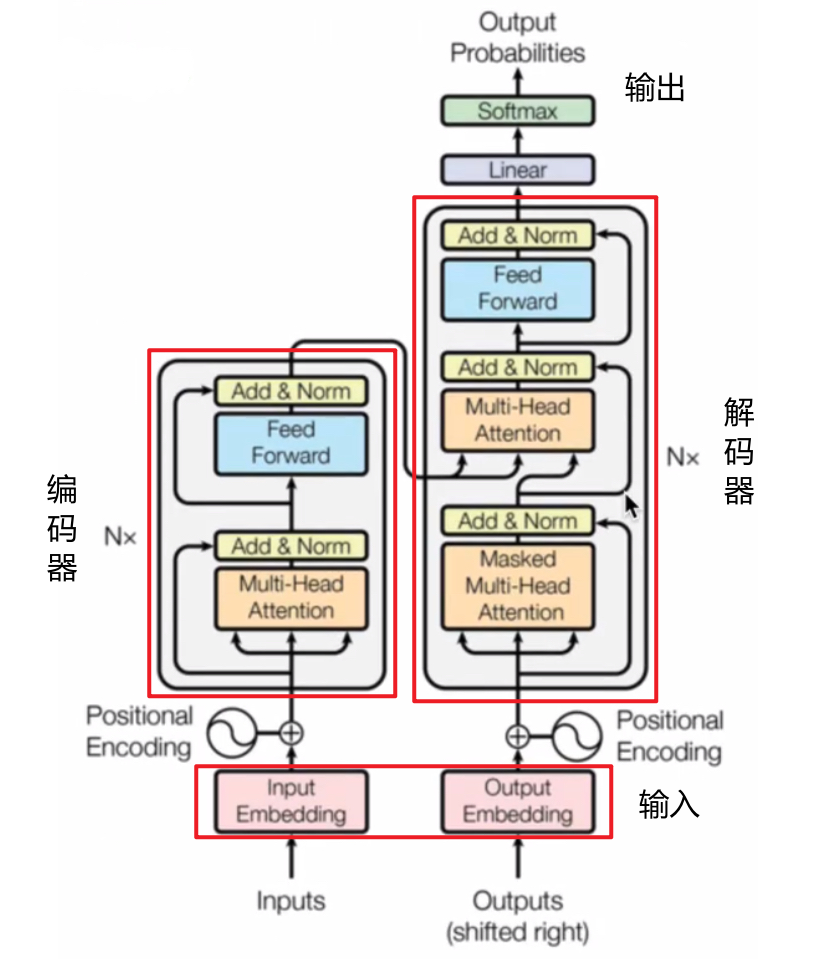 Output
Probabilities
输出
Softmax
Linear
Add & Norm
Feed
Forward
Add & Norm
Multi-Head
Attention
Add & Norm
Masked
Multi-Head
Attention
N×
解
码
器
Add & Norm
Feed
Forward
Add & Norm
Multi-Head
Attention
编
码
器
N×
Positional
Encoding
Positional
Encoding
Input
Embedding
Output
Embedding
输入
Inputs
Outputs
(shifted right)